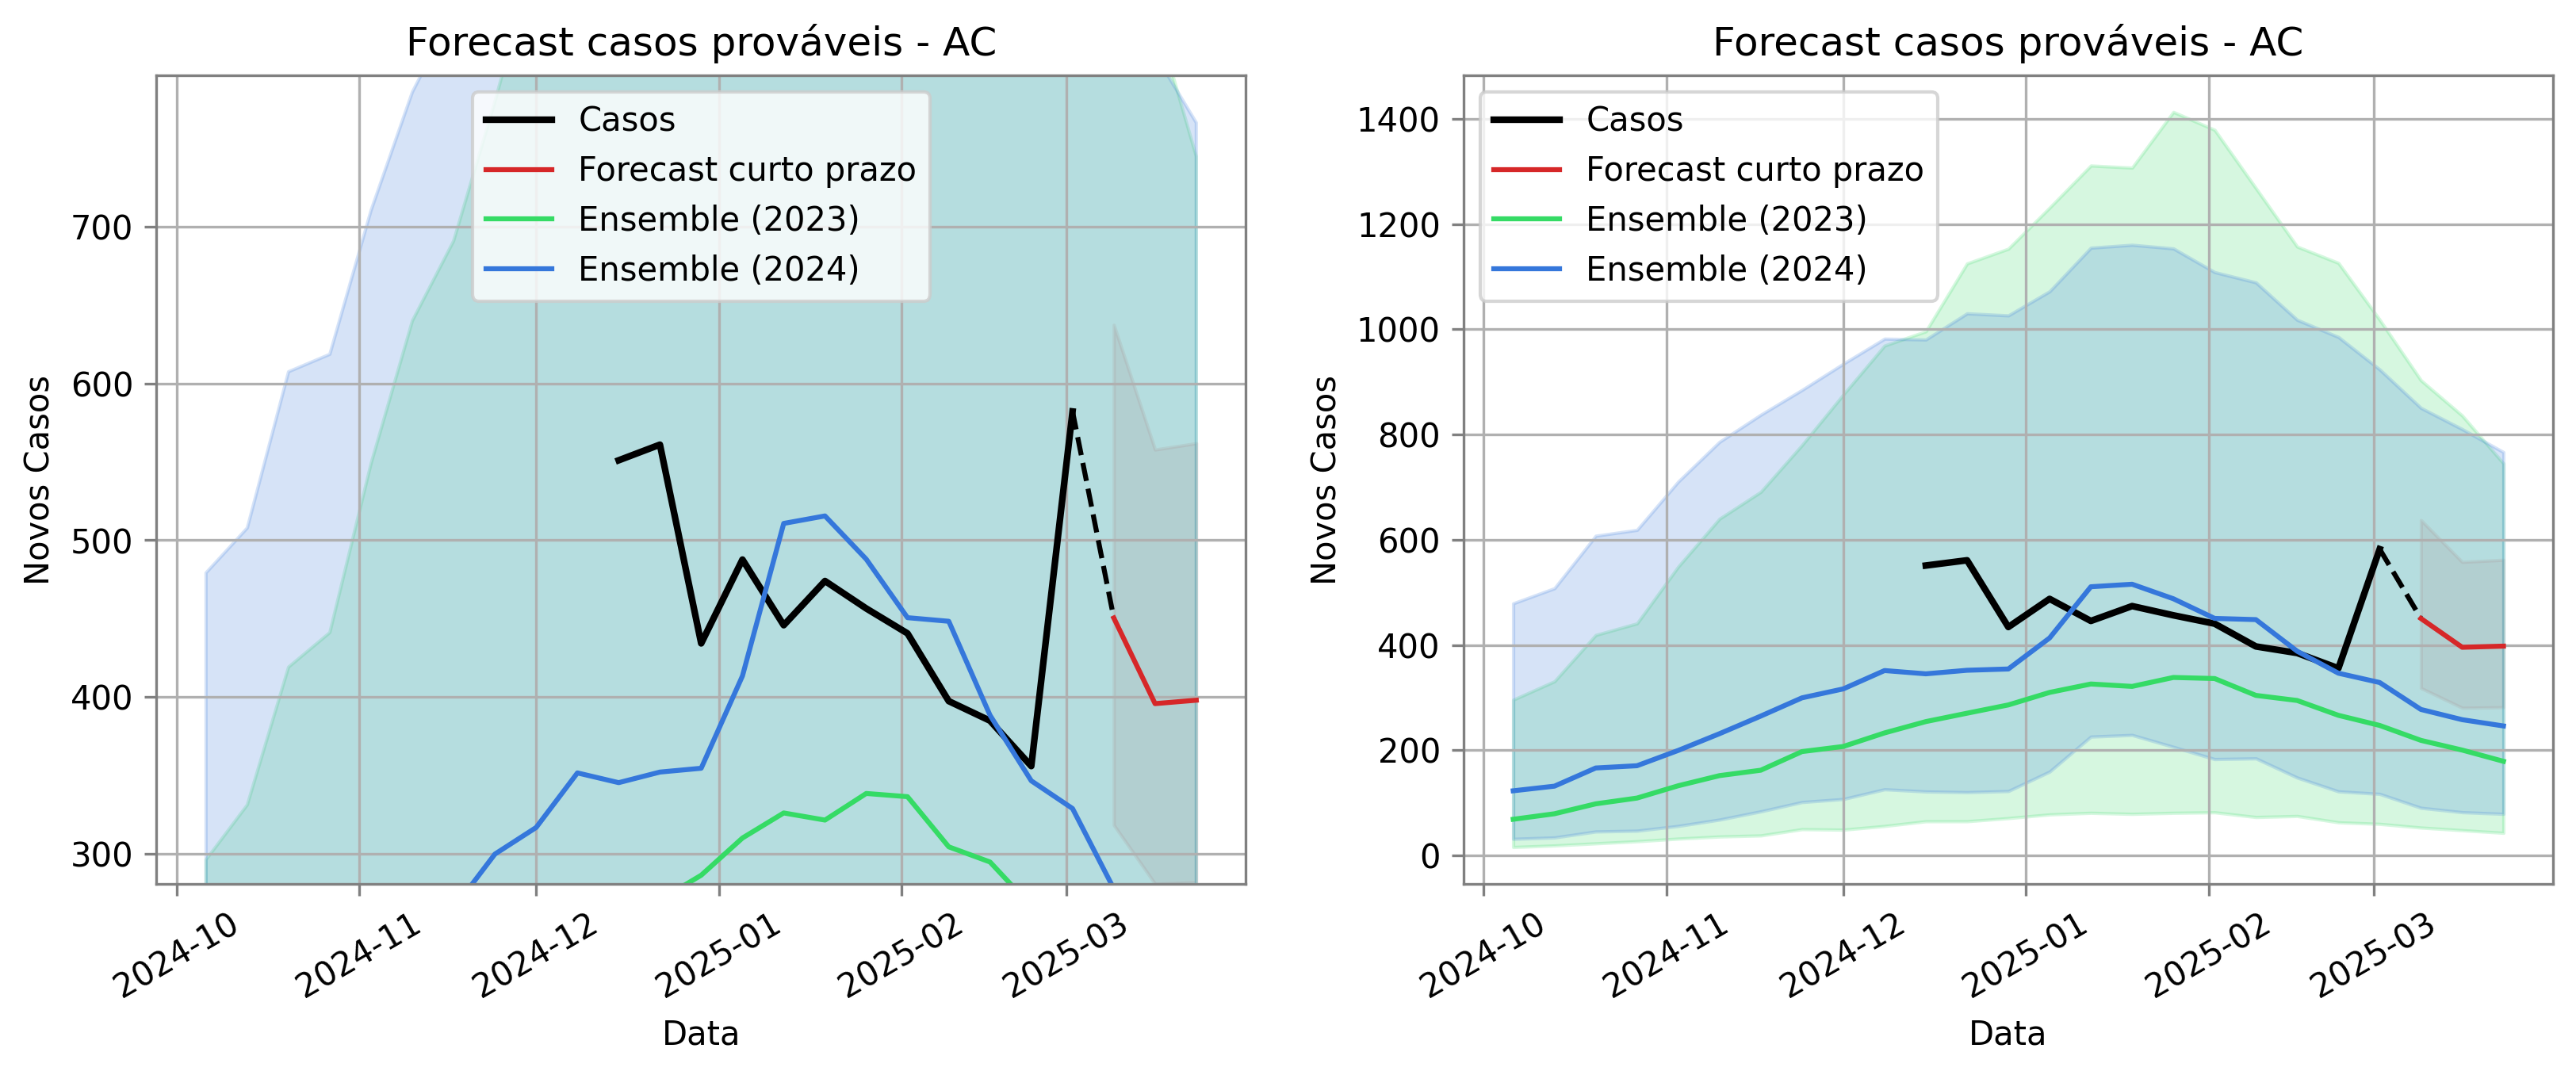 Forecast casos prováveis - AC
Novos Casos
700
600
500
400
300
Casos
Forecast curto prazo
Ensemble (2023)
Ensemble (2024)
2024-10
2024-11
2024-12
2025-01
2025-02
2025-03
Data
Forecast casos prováveis - AC
Novos Casos
1400
1200
1000
800
600
400
200
0
Casos
Forecast curto prazo
Ensemble (2023)
Ensemble (2024)
2024-10
2024-11
2024-12
2025-01
2025-02
2025-03
Data